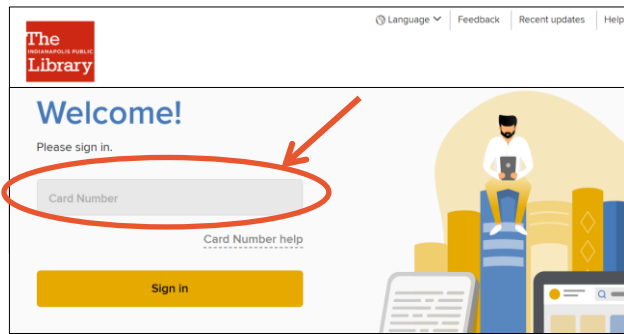 Language
Feedback
Recent updates
Help
The
INDIANAPOLIS PUBLIC
Library
Welcome!
Please sign in.
Card Number
Card Number help
Sign in